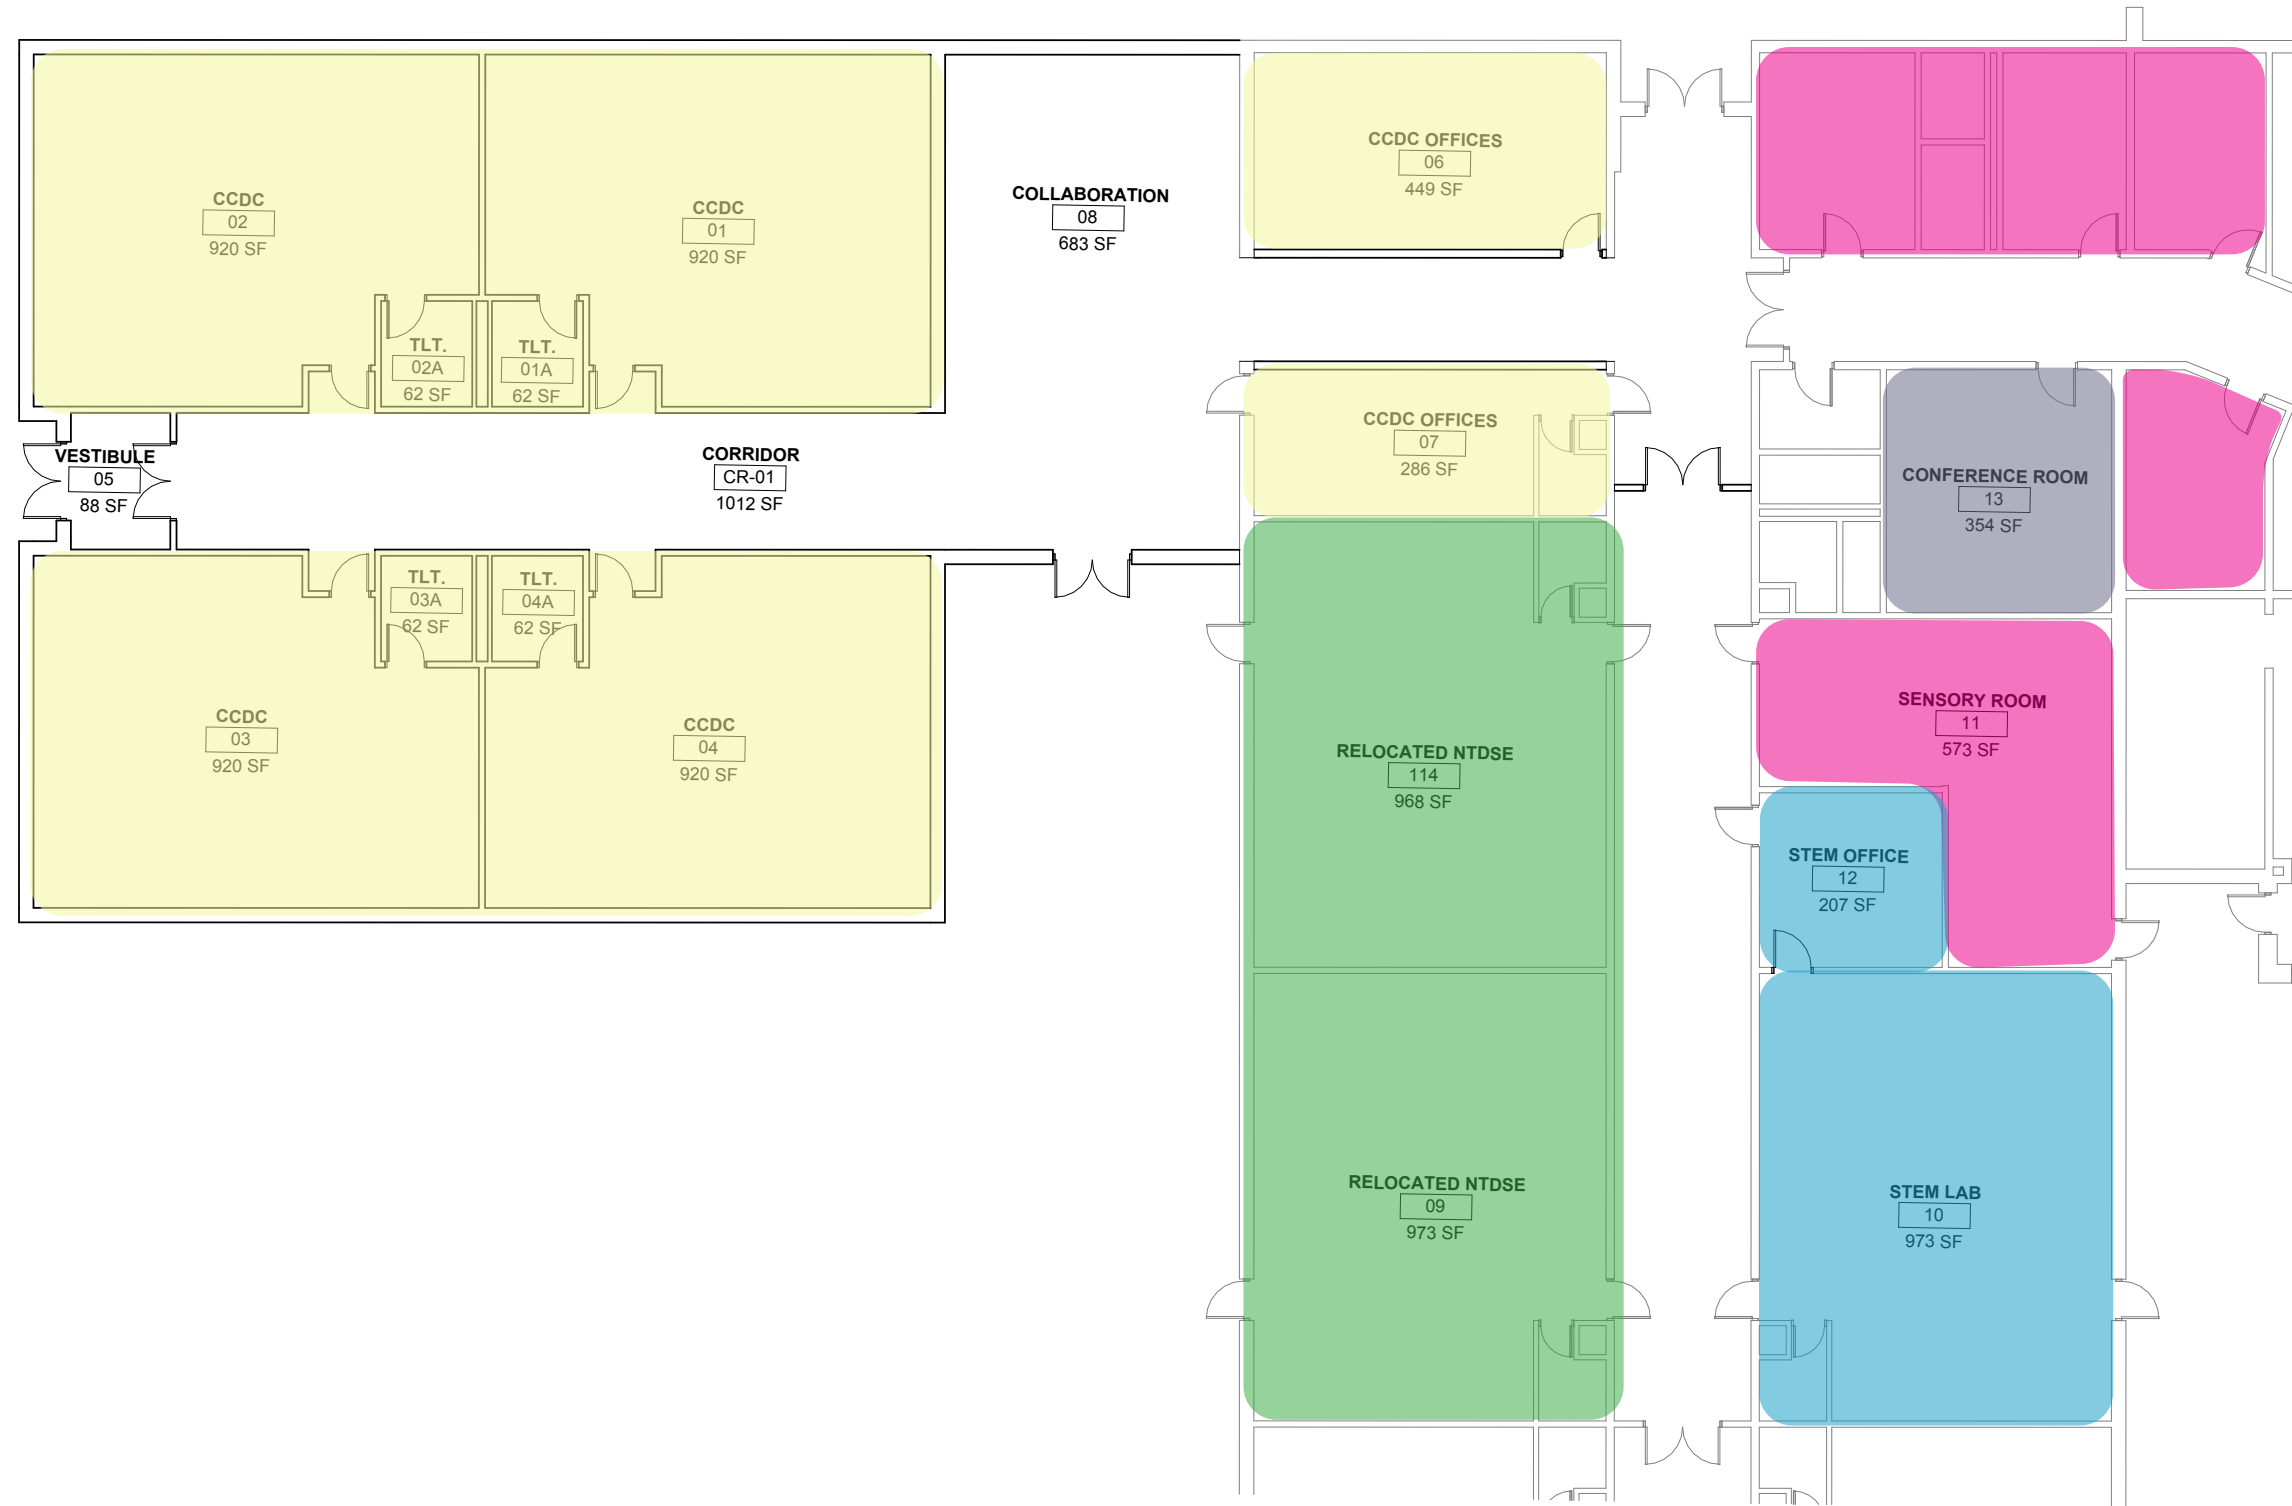 CCDC
02
920 SF
CCDC
01
920 SF
COLLABORATION
08
683 SF
CCDC OFFICES
06
449 SF
TLT.
02A
62 SF
TLT.
01A
62 SF
VESTIBULE
05
88 SF
CORRIDOR
CR-01
1012 SF
CCDC OFFICES
07
286 SF
CONFERENCE ROOM
13
354 SF
TLT.
03A
62 SF
TLT.
04A
62 SF
CCDC
03
920 SF
CCDC
04
920 SF
RELOCATED NTDSE
114
968 SF
SENSORY ROOM
11
573 SF
STEM OFFICE
12
207 SF
RELOCATED NTDSE
09
973 SF
STEM LAB
10
973 SF